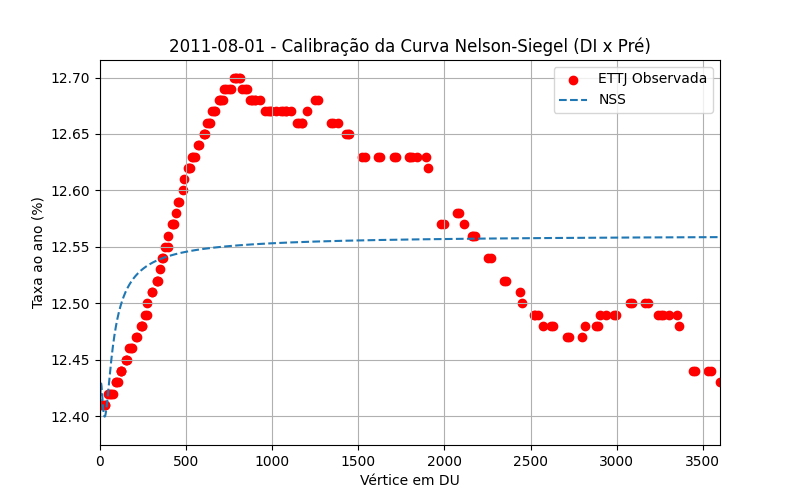 2011-08-01 - Calibração da Curva Nelson-Siegel (DI x Pré)
ETTJ Observada
NSS
Taxa ao ano (%)
12.70
12.65
12.60
12.55
12.50
12.45
12.40
0 500 1000 1500 2000 2500 3000 3500
Vértice em DU